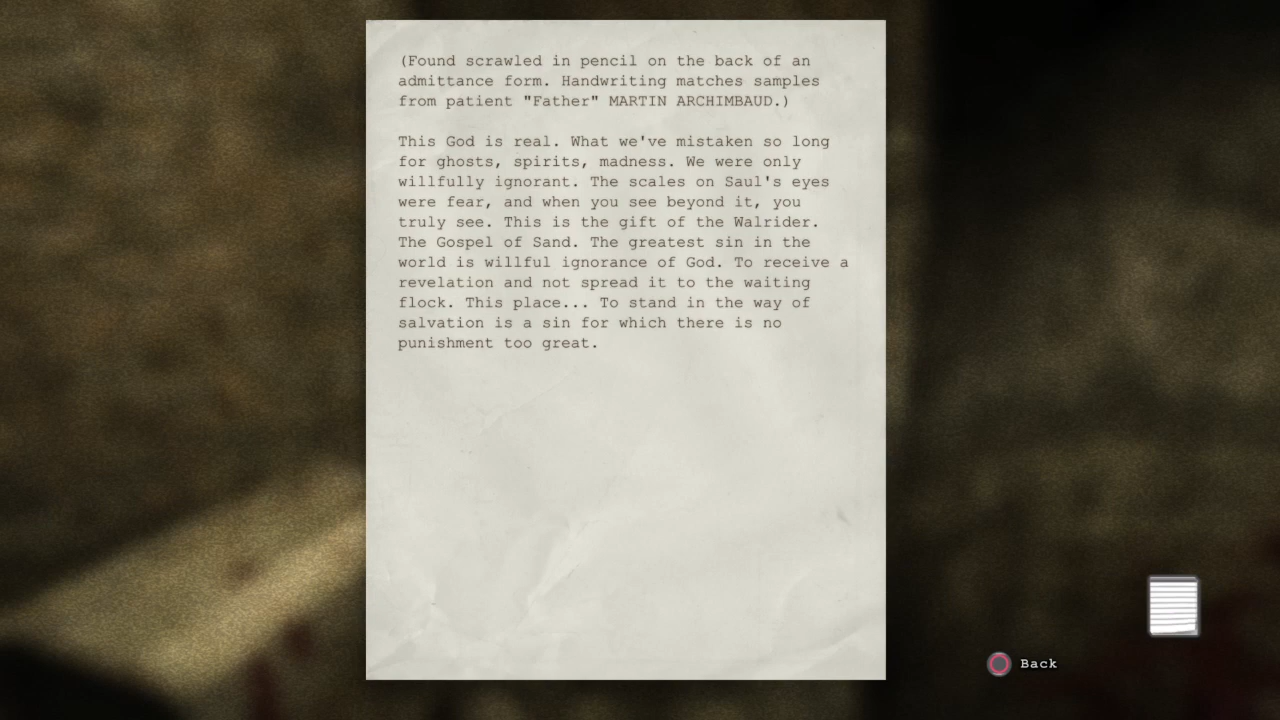 (Found scrawled in pencil on the back of an
admittance form. Handwriting matches samples
from patient "Father" MARTIN ARCHIMBAUD.)
This God is real. What we've mistaken so long
for ghosts, spirits, madness. We were only
willfully ignorant. The scales on Saul's eyes
were fear, and when you see beyond it, you
truly see. This is the gift of the Walrider.
The Gospel of Sand. The greatest sin in the
world is willful ignorance of God. To receive a
revelation and not spread it to the waiting
flock. This place... To stand in the way of
salvation is a sin for which there is no
punishment too great.
Back